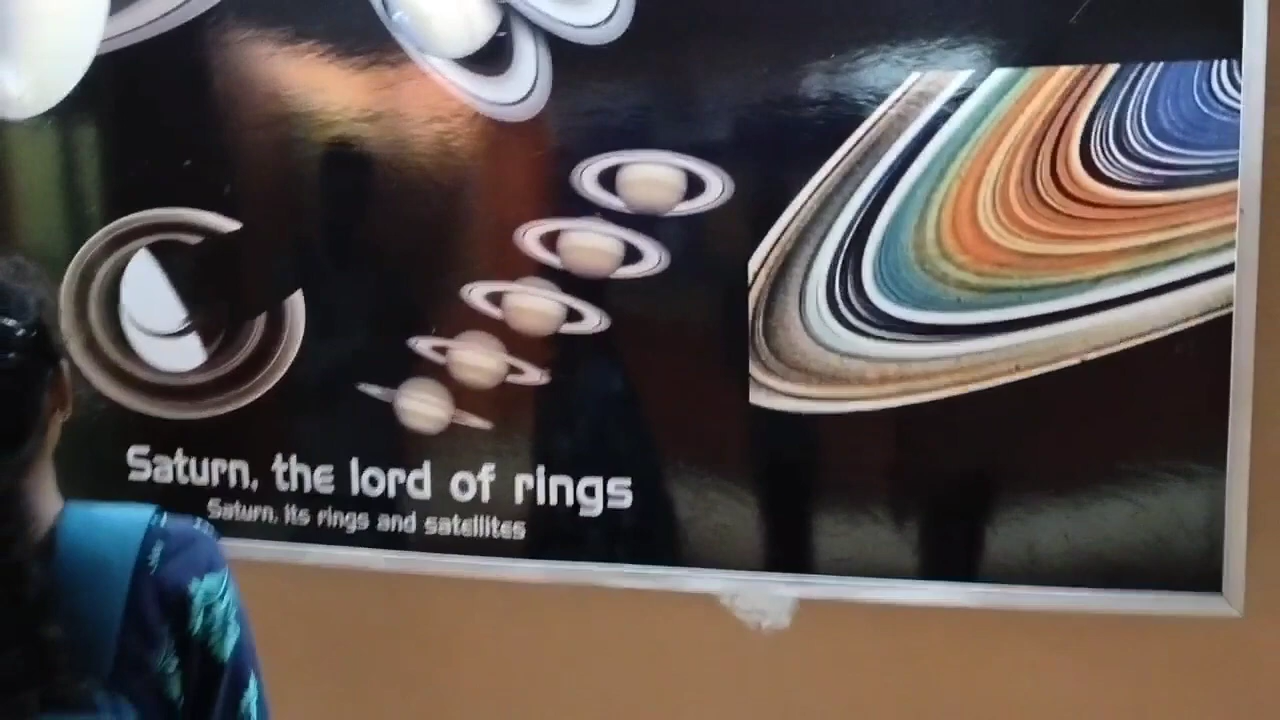 Saturn, the lord of rings
Saturn, its rings and satellites